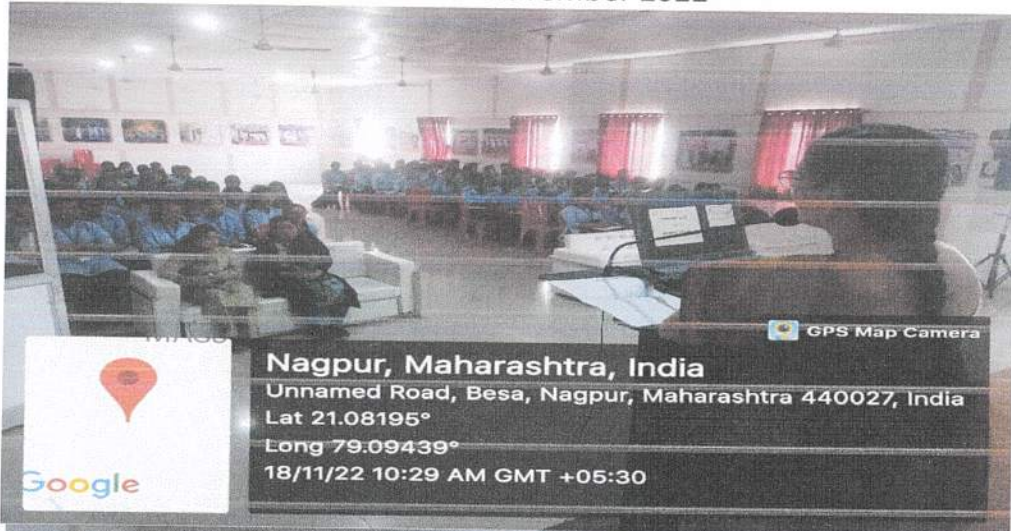 GPS Map Camera
Nagpur, Maharashtra, India
Unnamed Road, Besa, Nagpur, Maharashtra 440027, India
Lat 21.08195°
Long 79.09439°
18/11/22 10:29 AM GMT +05:30
Google